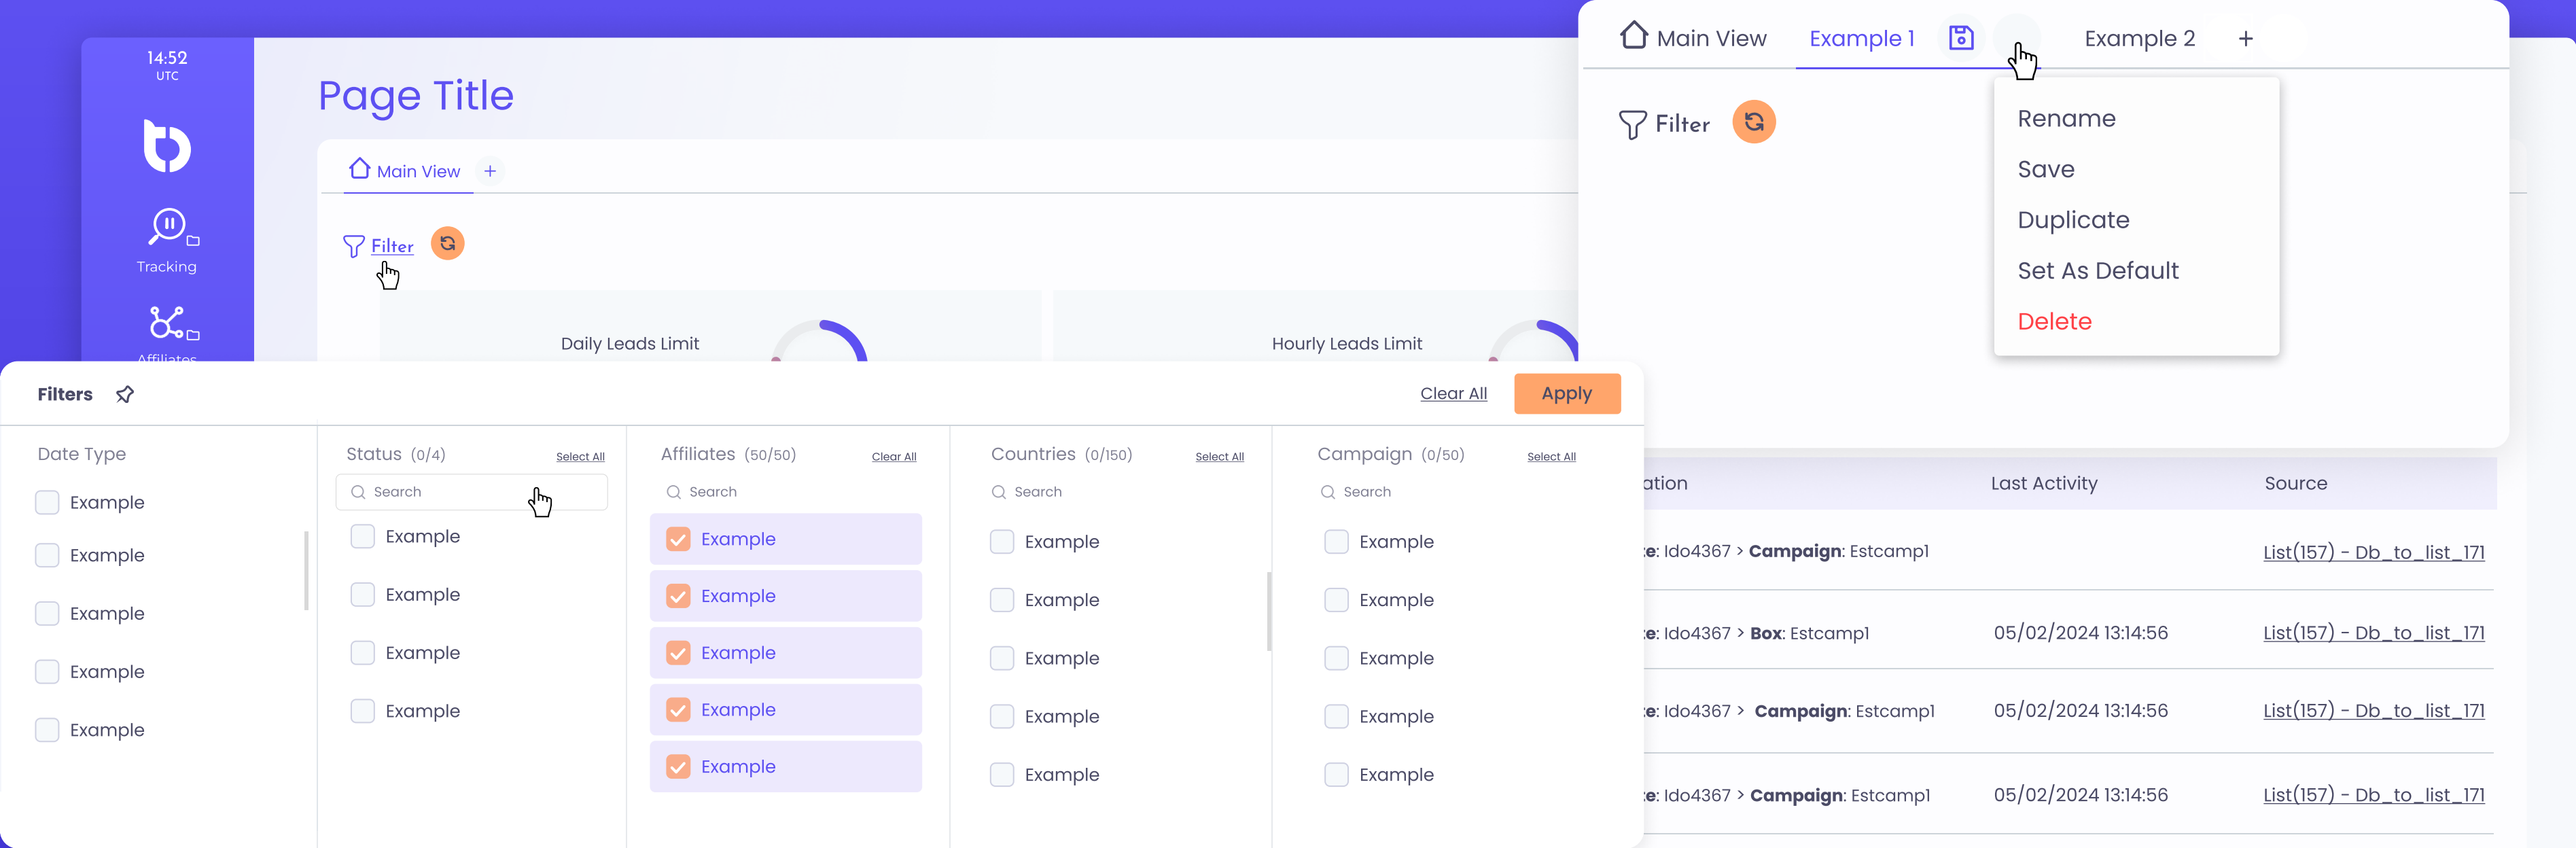 14:52
UTC
Tracking
Affiliates
Page Title
Main View +
Filter
Daily Leads Limit
Hourly Leads Limit
Main View
Example 1
Example 2
+
Filter
Rename
Save
Duplicate
Set As Default
Delete
Filters
Clear All
Apply
Date Type
Example
Example
Example
Example
Example
Status (0/4) Select All
Search
Example
Example
Example
Example
Affiliates (50/50) Clear All
Search
Example
Example
Example
Example
Example
Countries (0/150) Select All
Search
Example
Example
Example
Example
Example
Campaign (0/50) Select All
Search
Example
Example
Example
Example
Example
ation Last Activity Source
te: Ido4367 > Campaign: Estcamp1 List(157) - Db_to_list_171
te: Ido4367 > Box: Estcamp1 05/02/2024 13:14:56 List(157) - Db_to_list_171
te: Ido4367 > Campaign: Estcamp1 05/02/2024 13:14:56 List(157) - Db_to_list_171
te: Ido4367 > Campaign: Estcamp1 05/02/2024 13:14:56 List(157) - Db_to_list_171